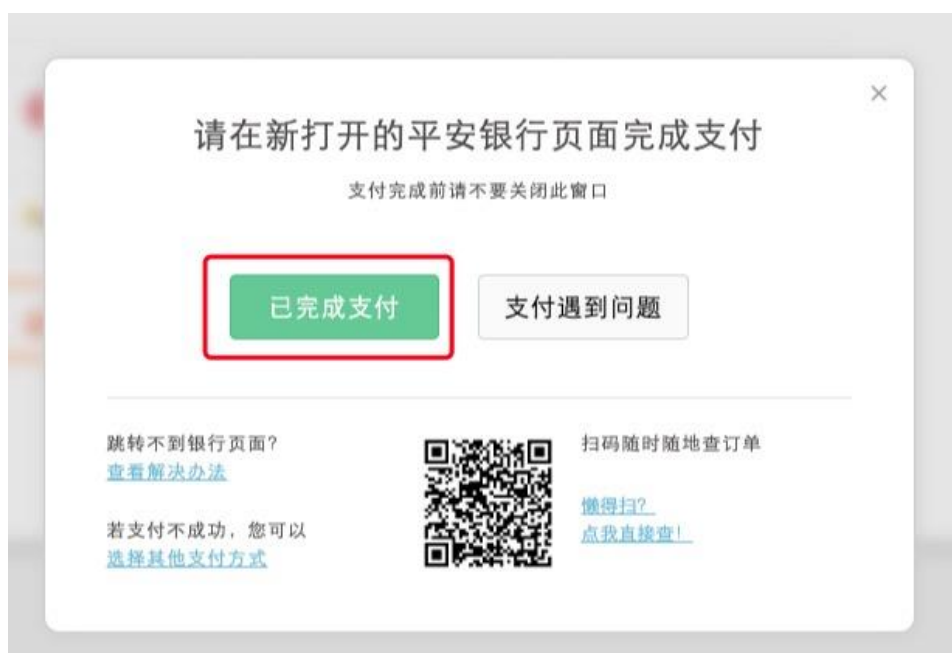 请在新打开的平安银行页面完成支付
支付完成前请不要关闭此窗口
已完成支付
支付遇到问题
跳转不到银行页面?
查看解决办法
若支付不成功，您可以
选择其他支付方式
扫码随时随地查订单
懒得扫?
点我直接查!